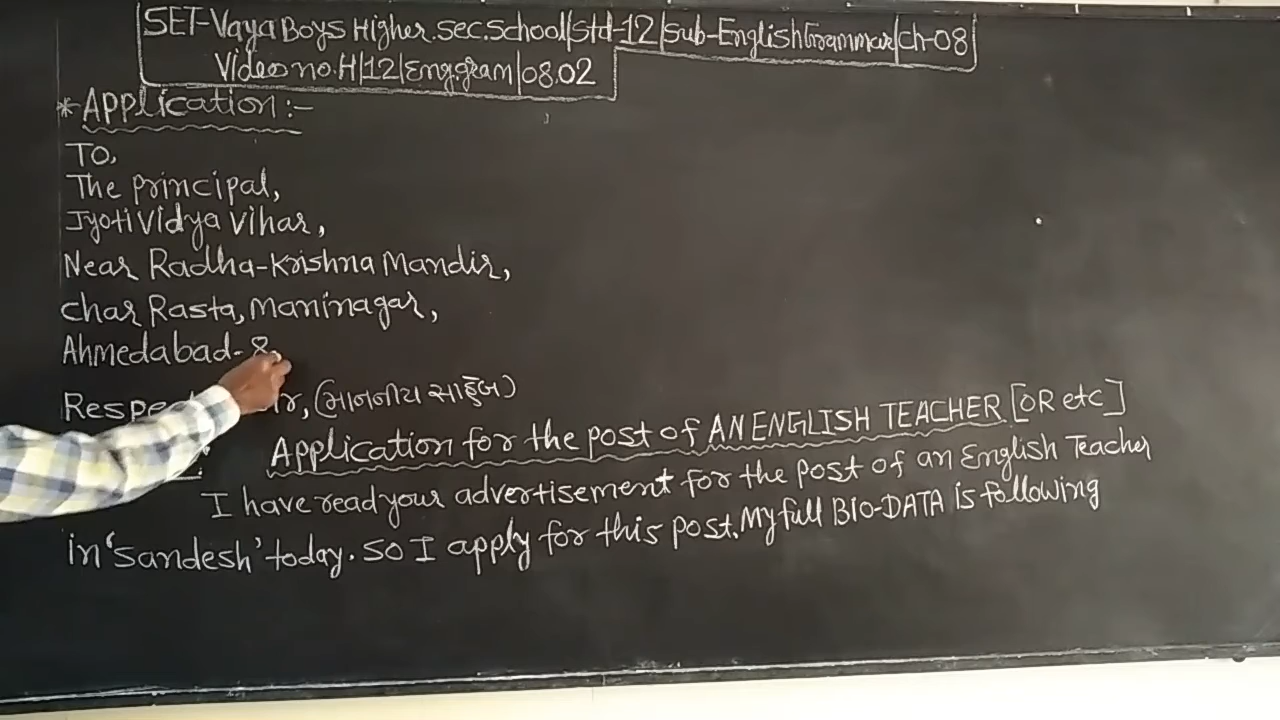 SET-Vaya Boys Higher.Sec.School|Std-12|Sub-English Grammar|Ch-08
Video no.H|12|Eng.gram|08.02
* Application :-
To,
The principal,
Jyoti Vidya Vihar,
Near Radha-Krishna Mandir,
Char Rasta, Maninagar,
Ahmedabad-8.
(માનનીય સાહેબ)
Application for the post of AN ENGLISH TEACHER [OR etc]
I have read your advertisement for the post of an English Teacher
in 'sandesh' today. So I apply for this post. My full BIO-DATA is following